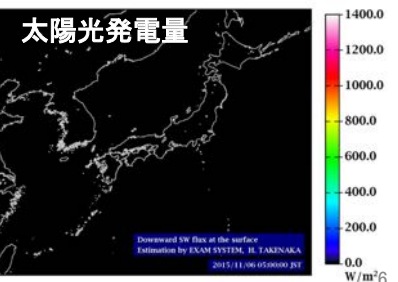 太陽光発電量
1400.0
1200.0
1000.0
800.0
600.0
400.0
200.0
0.0
W/m²6
Downward SW flux at the surface
Estimation by EXAM SYSTEM, H. TAKENAKA
2015/11/06 05:00:00 JST